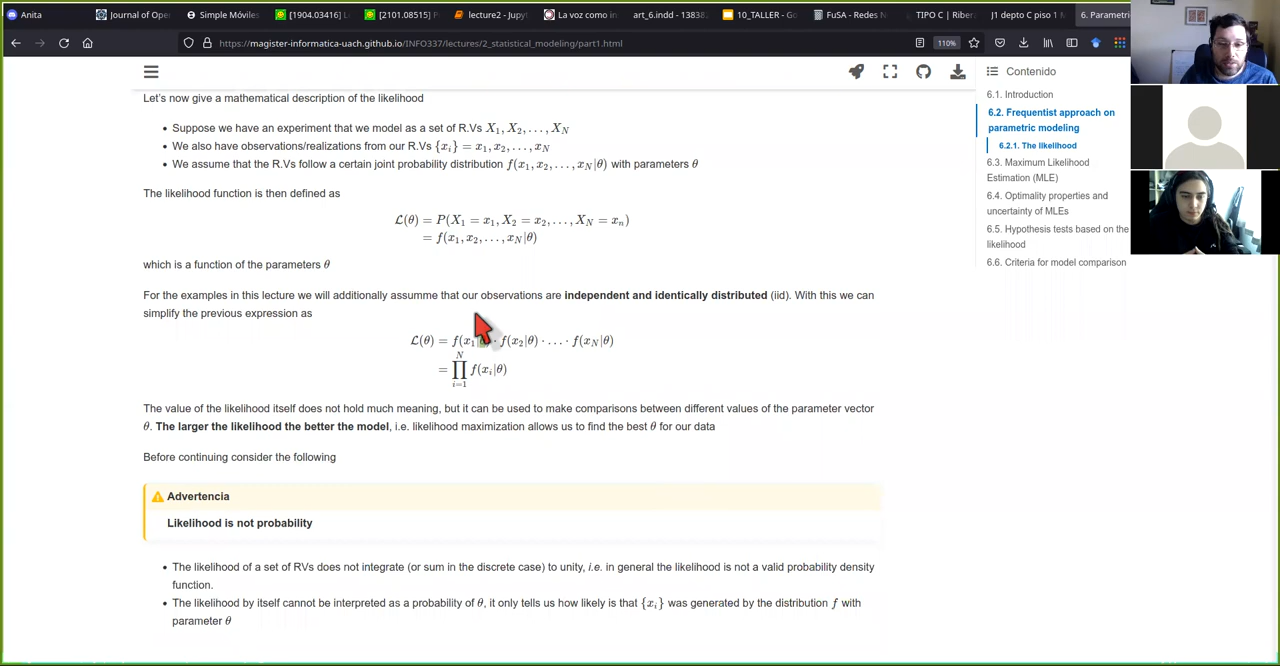 Anita
Journal of Ope
Simple Móviles
[1904.03416] L
[2101.08515] P
lecture2 - Jupyt
La voz como in
art_6.indd - 13838
10_TALLER - Go
FuSA - Redes N
TIPO C | Ribera
J1 depto C piso 1
6. Parametric
https://magister-informatica-uach.github.io/INFO337/lectures/2_statistical_modeling/part1.html
110%
Let's now give a mathematical description of the likelihood
• Suppose we have an experiment that we model as a set of R.Vs X₁, X₂, . . . , X_N
• We also have observations/realizations from our R.Vs {xᵢ} = x₁, x₂, . . . , x_N
• We assume that the R.Vs follow a certain joint probability distribution f(x₁, x₂, . . . , x_N|θ) with parameters θ
The likelihood function is then defined as
ℒ(θ) = P(X₁ = x₁, X₂ = x₂, . . . , X_N = x_n)
= f(x₁, x₂, . . . , x_N|θ)
which is a function of the parameters θ
For the examples in this lecture we will additionally assumme that our observations are independent and identically distributed (iid). With this we can
simplify the previous expression as
ℒ(θ) = f(x₁|θ) · f(x₂|θ) · . . . · f(x_N|θ)
= ∏_{i=1}^{N} f(xᵢ|θ)
The value of the likelihood itself does not hold much meaning, but it can be used to make comparisons between different values of the parameter vector
θ. The larger the likelihood the better the model, i.e. likelihood maximization allows us to find the best θ for our data
Before continuing consider the following
Advertencia
Likelihood is not probability
• The likelihood of a set of RVs does not integrate (or sum in the discrete case) to unity, i.e. in general the likelihood is not a valid probability density
function.
• The likelihood by itself cannot be interpreted as a probability of θ, it only tells us how likely is that {xᵢ} was generated by the distribution f with
parameter θ
Contenido
6.1. Introduction
6.2. Frequentist approach on
parametric modeling
6.2.1. The likelihood
6.3. Maximum Likelihood
Estimation (MLE)
6.4. Optimality properties and
uncertainty of MLEs
6.5. Hypothesis tests based on the
likelihood
6.6. Criteria for model comparison